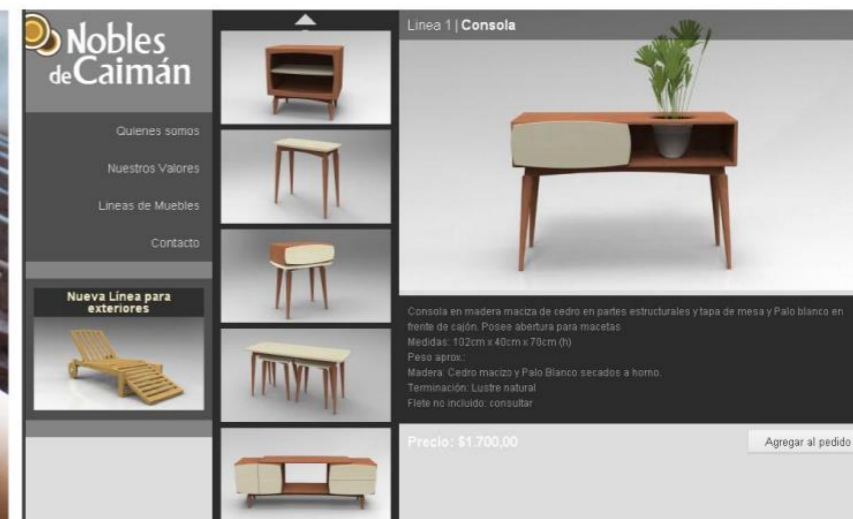 Nobles
de Caimán
Quienes somos
Nuestros Valores
Lineas de Muebles
Contacto
Nueva Línea para
exteriores
Linea 1 | Consola
Consola en madera maciza de cedro en partes estructurales y tapa de mesa y Palo blanco en
frente de cajón. Posee abertura para macetas
Medidas: 102cm x 40cm x 70cm (h)
Peso aprox.:
Madera: Cedro macizo y Palo Blanco secados a horno.
Terminación: Lustre natural
Flete no incluido: consultar
Precio: $1.700,00
Agregar al pedido